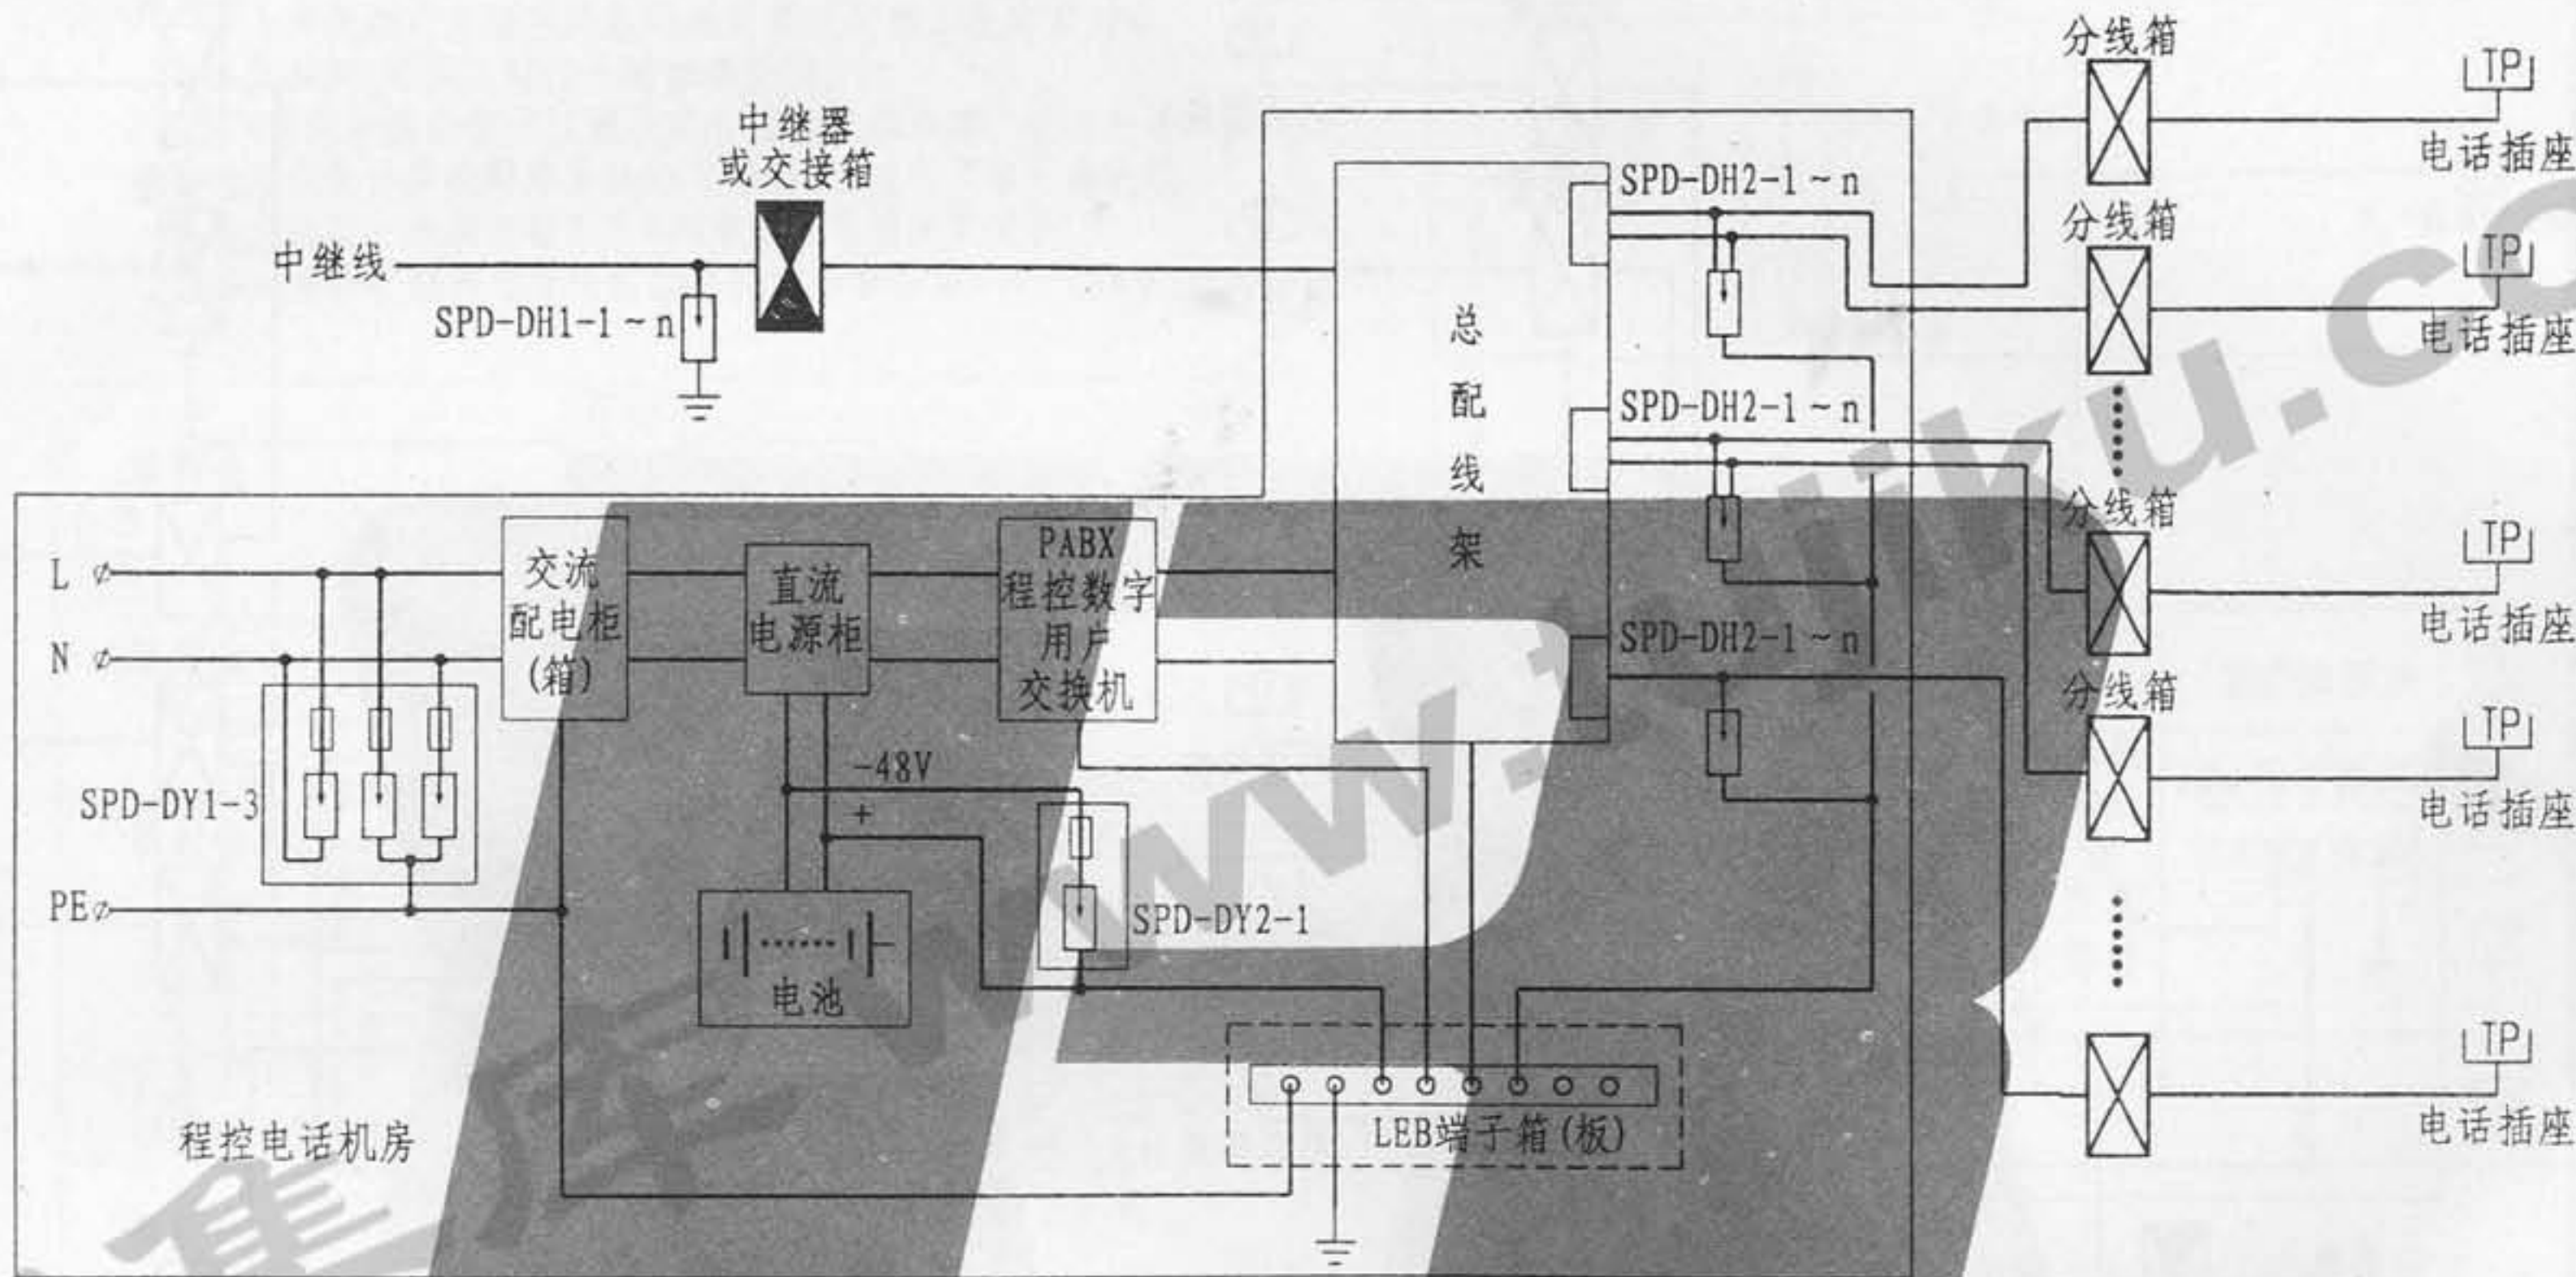 分线箱
TP
电话插座
中继器
或交接箱
SPD-DH2-1~n
分线箱
TP
电话插座
中继线
SPD-DH1-1~n
总
配
线
架
SPD-DH2-1~n
分线箱
TP
电话插座
L
N
PE
交流
配电柜
(箱)
直流
电源柜
PABX
程控数字
用户
交换机
SPD-DH2-1~n
分线箱
TP
电话插座
SPD-DY1-3
-48V
+
SPD-DY2-1
电池
TP
电话插座
LEB端子箱(板)
程控电话机房